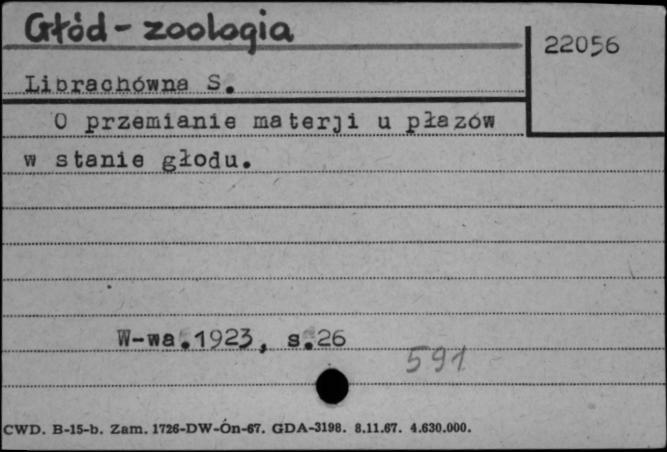 Głód - zoologia
22056
Librachówna S.
O przemianie materji u płazów
w stanie głodu.
W-wa.1923, s.26
591
CWD. B-15-b. Zam. 1726-DW-Ón-67. GDA-3198. 8.11.67. 4.630.000.